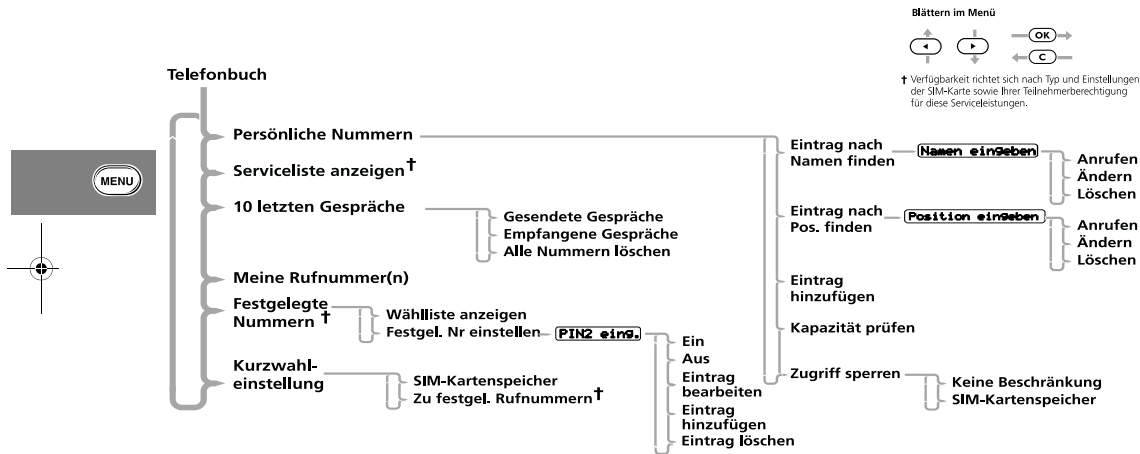 Blättern im Menü
OK
C
† Verfügbarkeit richtet sich nach Typ und Einstellungen
der SIM-Karte sowie Ihrer Teilnehmerberechtigung
für diese Serviceleistungen.
MENU
Telefonbuch
Persönliche Nummern
Serviceliste anzeigen†
10 letzten Gespräche
Gesendete Gespräche
Empfangene Gespräche
Alle Nummern löschen
Meine Rufnummer(n)
Festgelegte
Nummern †
Wählliste anzeigen
Festgel. Nr einstellen
PIN2 eing.
Ein
Aus
Eintrag
bearbeiten
Eintrag
hinzufügen
Eintrag löschen
Kurzwahl-
einstellung
SIM-Kartenspeicher
Zu festgel. Rufnummern†
Eintrag nach
Namen finden
Namen eingeben
Anrufen
Ändern
Löschen
Eintrag nach
Pos. finden
Position eingeben
Anrufen
Ändern
Löschen
Eintrag
hinzufügen
Kapazität prüfen
Zugriff sperren
Keine Beschränkung
SIM-Kartenspeicher